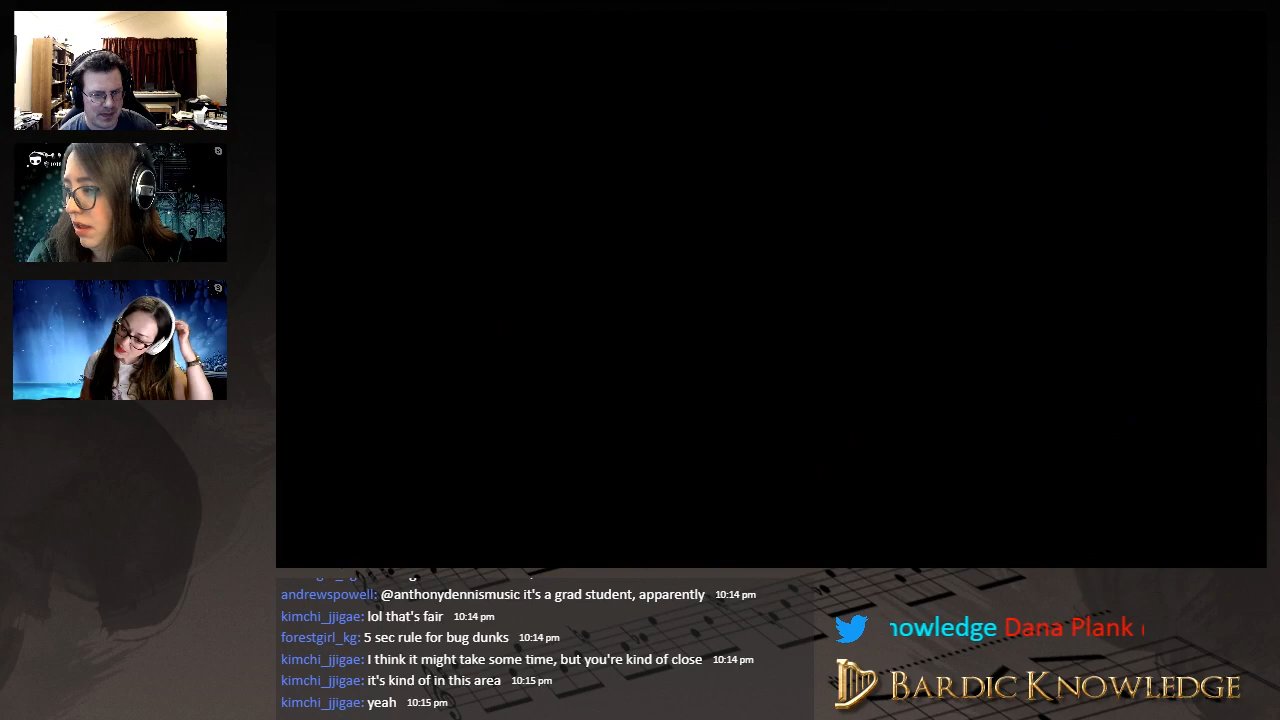 andrewspowell: @anthonydennismusic it's a grad student, apparently 10:14 pm
kimchi_jjigae: lol that's fair 10:14 pm
forestgirl_kg: 5 sec rule for bug dunks 10:14 pm
kimchi_jjigae: I think it might take some time, but you're kind of close 10:14 pm
kimchi_jjigae: it's kind of in this area 10:15 pm
kimchi_jjigae: yeah 10:15 pm
nowledge Dana Plank
BARDIC KNOWLEDGE